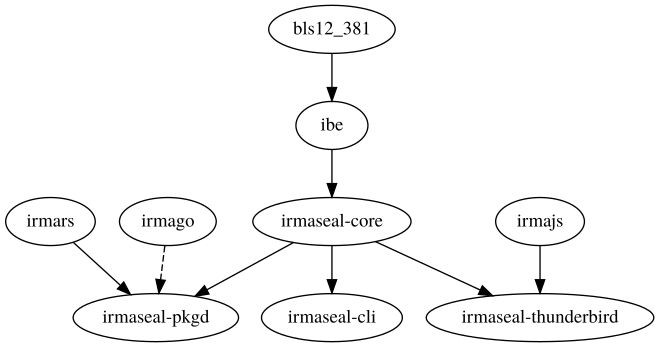 bls12_381
ibe
irmars
irmago
irmaseal-core
irmajs
irmaseal-pkgd
irmaseal-cli
irmaseal-thunderbird